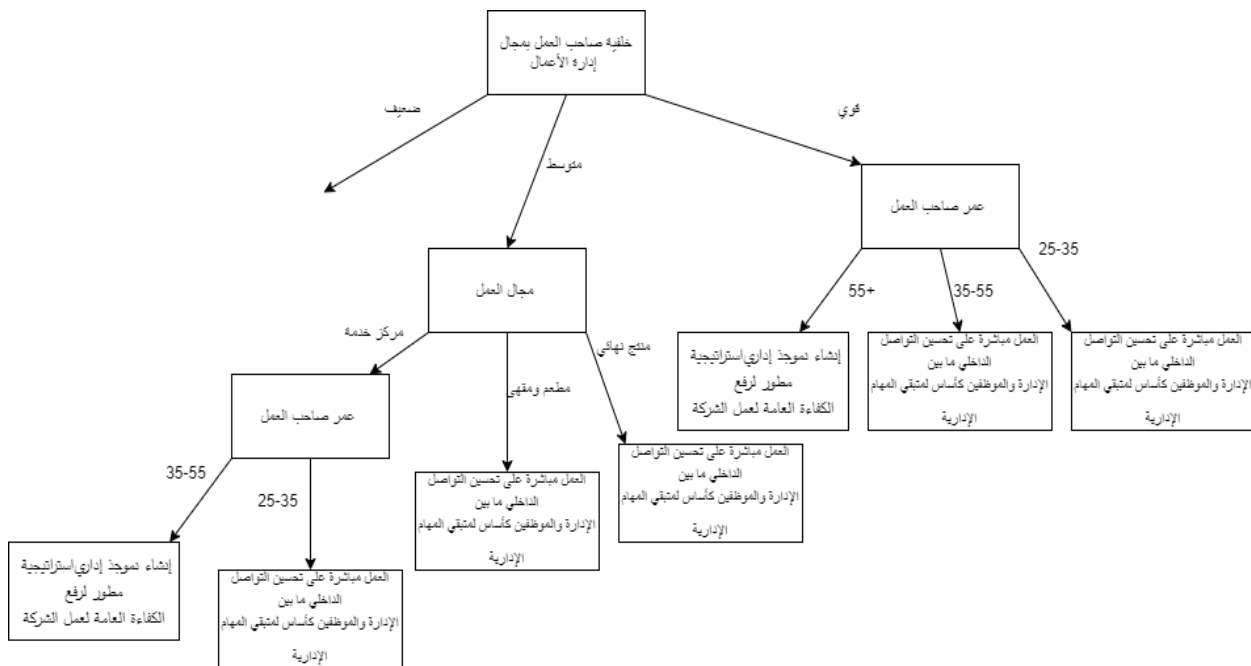 خلفية صاحب العمل بمجال
إدارة الأعمال
قوي
متوسط
ضعيف
عمر صاحب العمل
25-35
35-55
55+
العمل مباشرة على تحسين التواصل
الداخلي ما بين
الإدارة والموظفين كأساس لمتبقي المهام
الإدارية
العمل مباشرة على تحسين التواصل
الداخلي ما بين
الإدارة والموظفين كأساس لمتبقي المهام
الإدارية
إنشاء نموجذ إداري/استراتيجية
مطور لرفع
الكفاءة العامة لعمل الشركة
مجال العمل
منتج نهائي
مطعم ومقهى
مركز خدمة
العمل مباشرة على تحسين التواصل
الداخلي ما بين
الإدارة والموظفين كأساس لمتبقي المهام
الإدارية
العمل مباشرة على تحسين التواصل
الداخلي ما بين
الإدارة والموظفين كأساس لمتبقي المهام
الإدارية
عمر صاحب العمل
25-35
35-55
العمل مباشرة على تحسين التواصل
الداخلي ما بين
الإدارة والموظفين كأساس لمتبقي المهام
الإدارية
إنشاء نموجذ إداري/استراتيجية
مطور لرفع
الكفاءة العامة لعمل الشركة